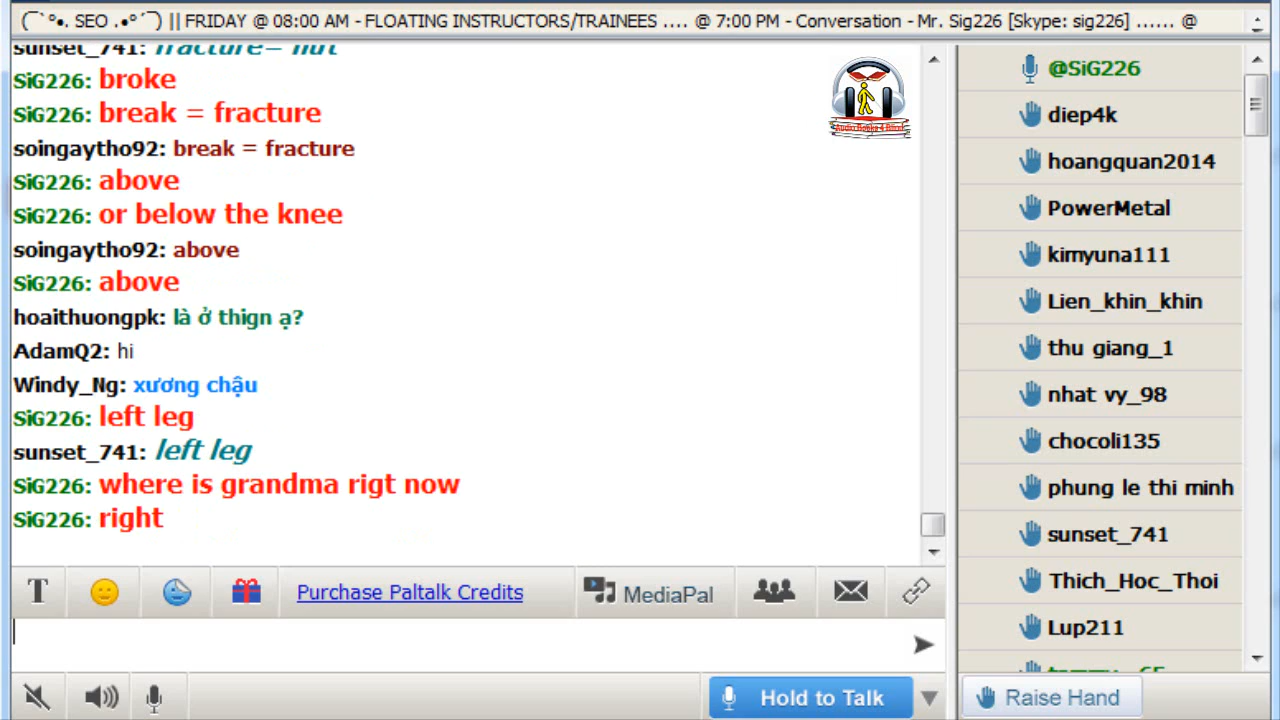 (¯`°•. SEO .•°´¯) || FRIDAY @ 08:00 AM - FLOATING INSTRUCTORS/TRAINEES .... @ 7:00 PM - Conversation - Mr. Sig226 [Skype: sig226] ...... @
sunset_741: fracture= nut
SiG226: broke
SiG226: break = fracture
soingaytho92: break = fracture
SiG226: above
SiG226: or below the knee
soingaytho92: above
SiG226: above
hoaithuongpk: là ở thign ạ?
AdamQ2: hi
Windy_Ng: xương chậu
SiG226: left leg
sunset_741: left leg
SiG226: where is grandma rigt now
SiG226: right
T
Purchase Paltalk Credits
MediaPal
Hold to Talk
@SiG226
diep4k
hoangquan2014
PowerMetal
kimyuna111
Lien_khin_khin
thu giang_1
nhat vy_98
chocoli135
phung le thi minh
sunset_741
Thich_Hoc_Thoi
Lup211
Raise Hand